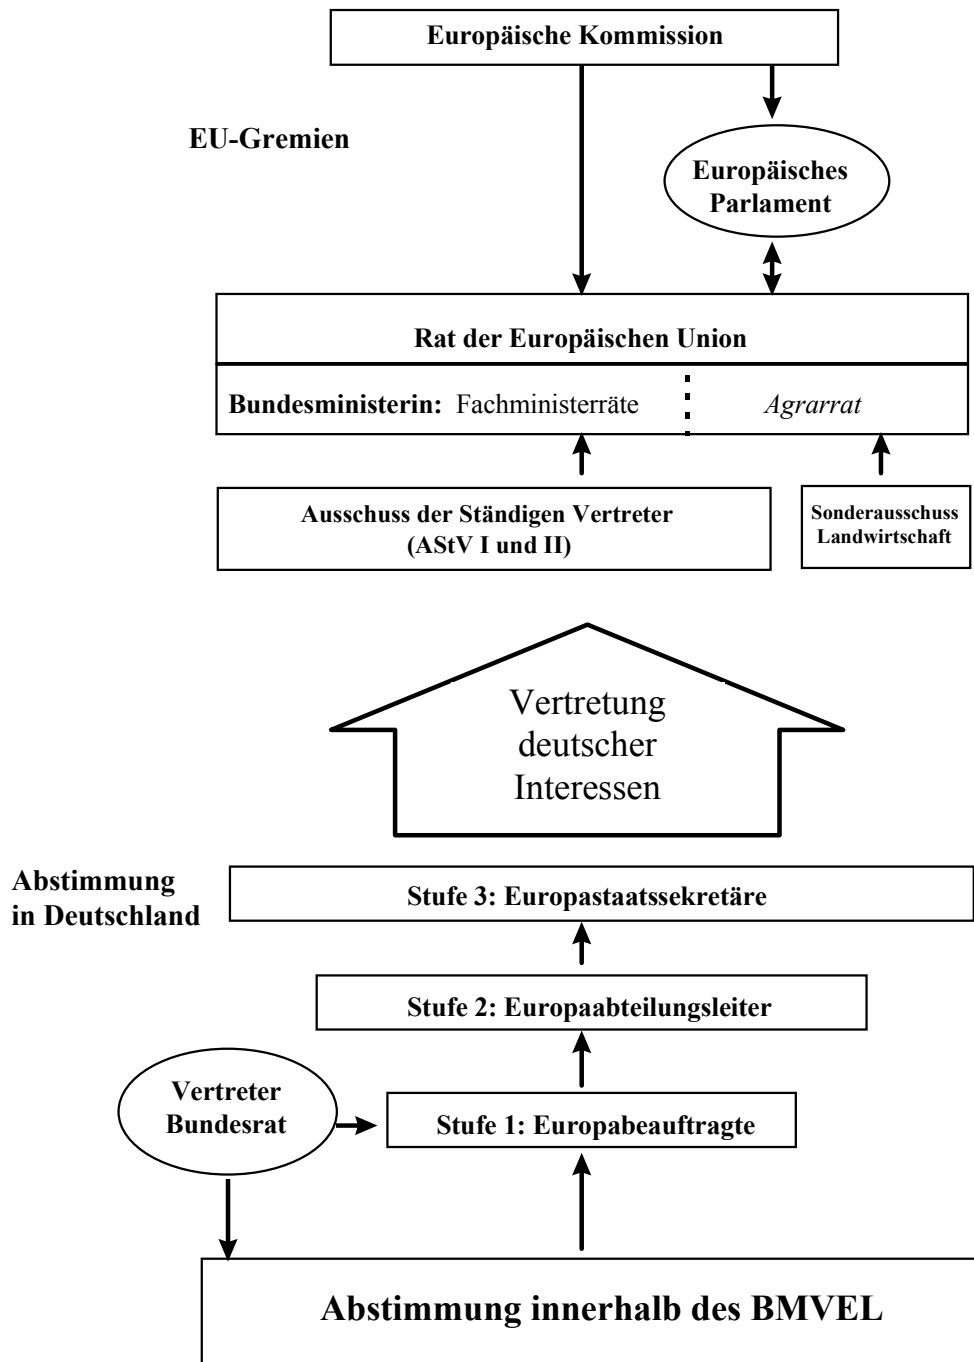 Europäische Kommission
EU-Gremien
Europäisches
Parlament
Rat der Europäischen Union
Bundesministerin: Fachministerräte
Agrarrat
Ausschuss der Ständigen Vertreter
(AStV I und II)
Sonderausschuss
Landwirtschaft
Vertretung
deutscher
Interessen
Abstimmung
in Deutschland
Stufe 3: Europastaatssekretäre
Stufe 2: Europaabteilungsleiter
Vertreter
Bundesrat
Stufe 1: Europabeauftragte
Abstimmung innerhalb des BMVEL